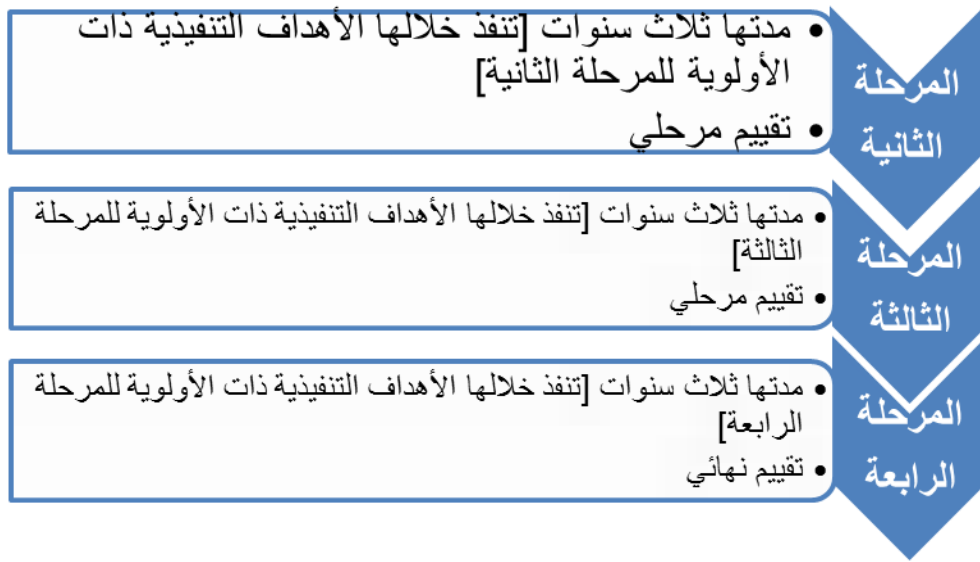 المرحلة
الثانية
• مدتها ثلاث سنوات [تنفذ خلالها الأهداف التنفيذية ذات
الأولوية للمرحلة الثانية]
• تقييم مرحلي
المرحلة
الثالثة
• مدتها ثلاث سنوات [تنفذ خلالها الأهداف التنفيذية ذات الأولوية للمرحلة
الثالثة]
• تقييم مرحلي
المرحلة
الرابعة
• مدتها ثلاث سنوات [تنفذ خلالها الأهداف التنفيذية ذات الأولوية للمرحلة
الرابعة]
• تقييم نهائي